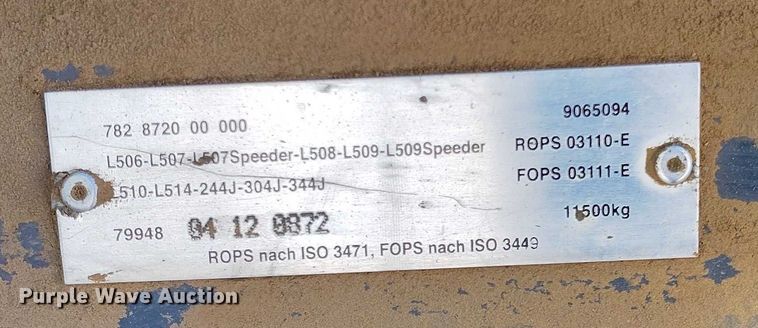 782 8720 00 000
9065094
L506-L507-L507Speeder-L508-L509-L509Speeder
ROPS 03110-E
L510-L514-244J-304J-344J
FOPS 03111-E
79948 04 12 0872
11500kg
ROPS nach ISO 3471, FOPS nach ISO 3449
Purple Wave Auction